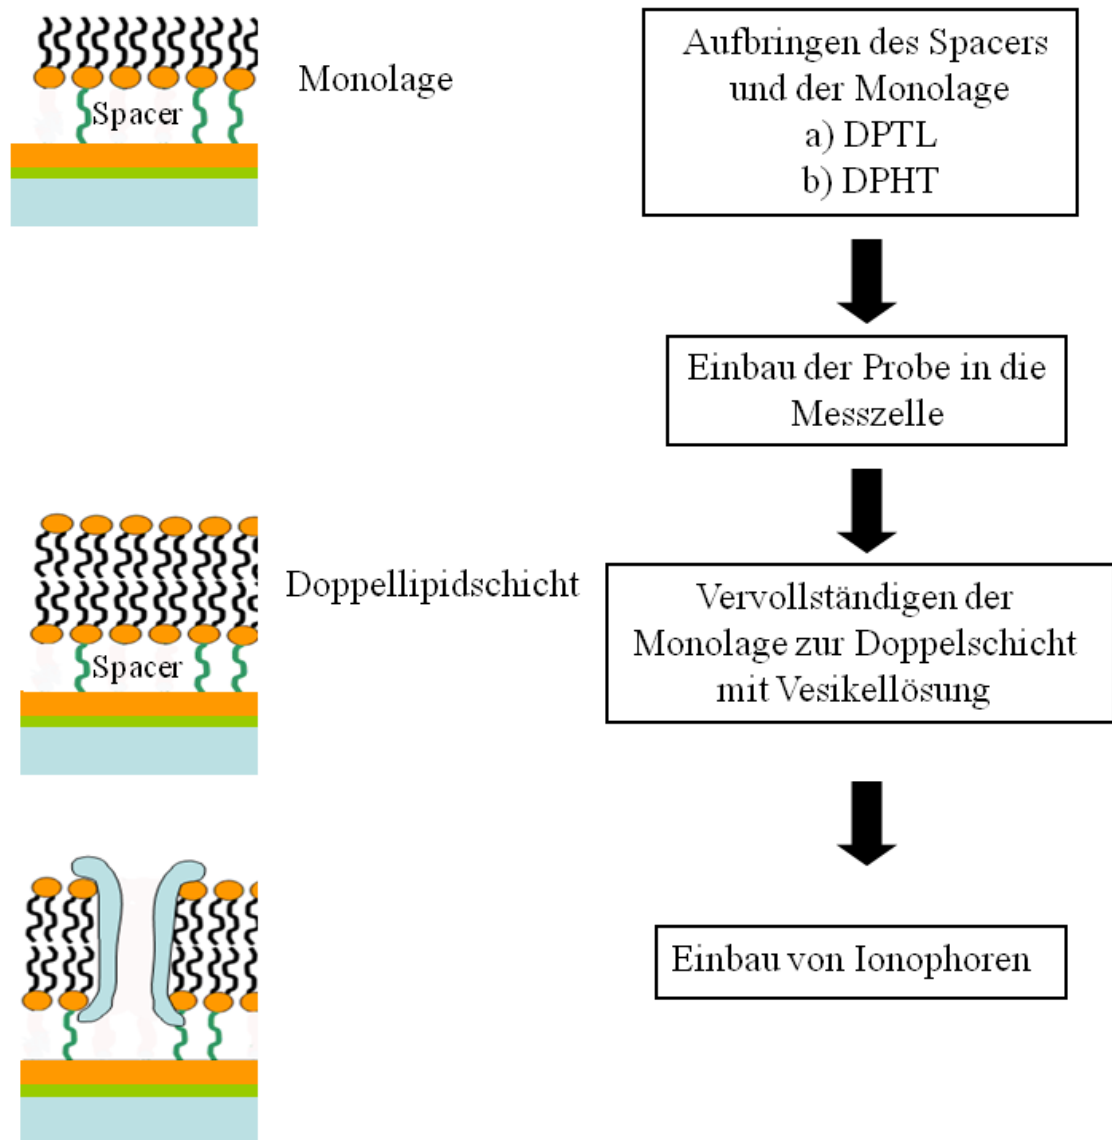 Monolage
Spacer
Aufbringen des Spacers
und der Monolage
a) DPTL
b) DPHT
Einbau der Probe in die
Messzelle
Doppellipidschicht
Spacer
Vervollständigen der
Monolage zur Doppelschicht
mit Vesikellösung
Einbau von Ionophoren